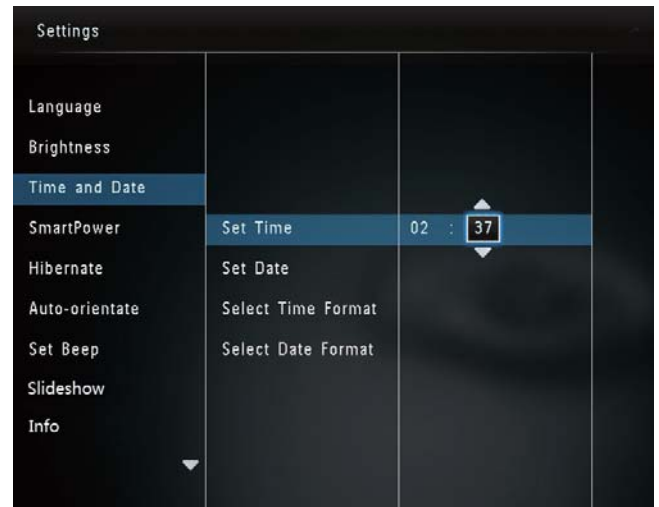 Settings
Language
Brightness
Time and Date
SmartPower
Hibernate
Auto-orientate
Set Beep
Slideshow
Info
Set Time
Set Date
Select Time Format
Select Date Format
02 : 37